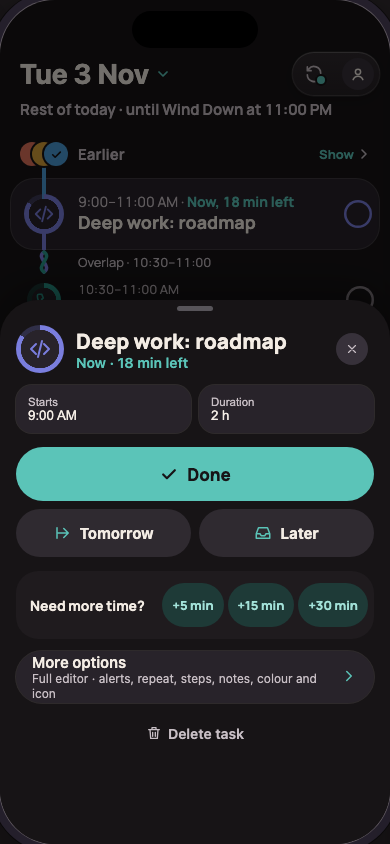 Tue 3 Nov
Rest of today · until Wind Down at 11:00 PM
Earlier
Show
9:00–11:00 AM · Now, 18 min left
Deep work: roadmap
Overlap · 10:30–11:00
10:30–11:00 AM
Deep work: roadmap
Now · 18 min left
Starts
9:00 AM
Duration
2 h
Done
Tomorrow
Later
Need more time?
+5 min
+15 min
+30 min
More options
Full editor · alerts, repeat, steps, notes, colour and
icon
Delete task